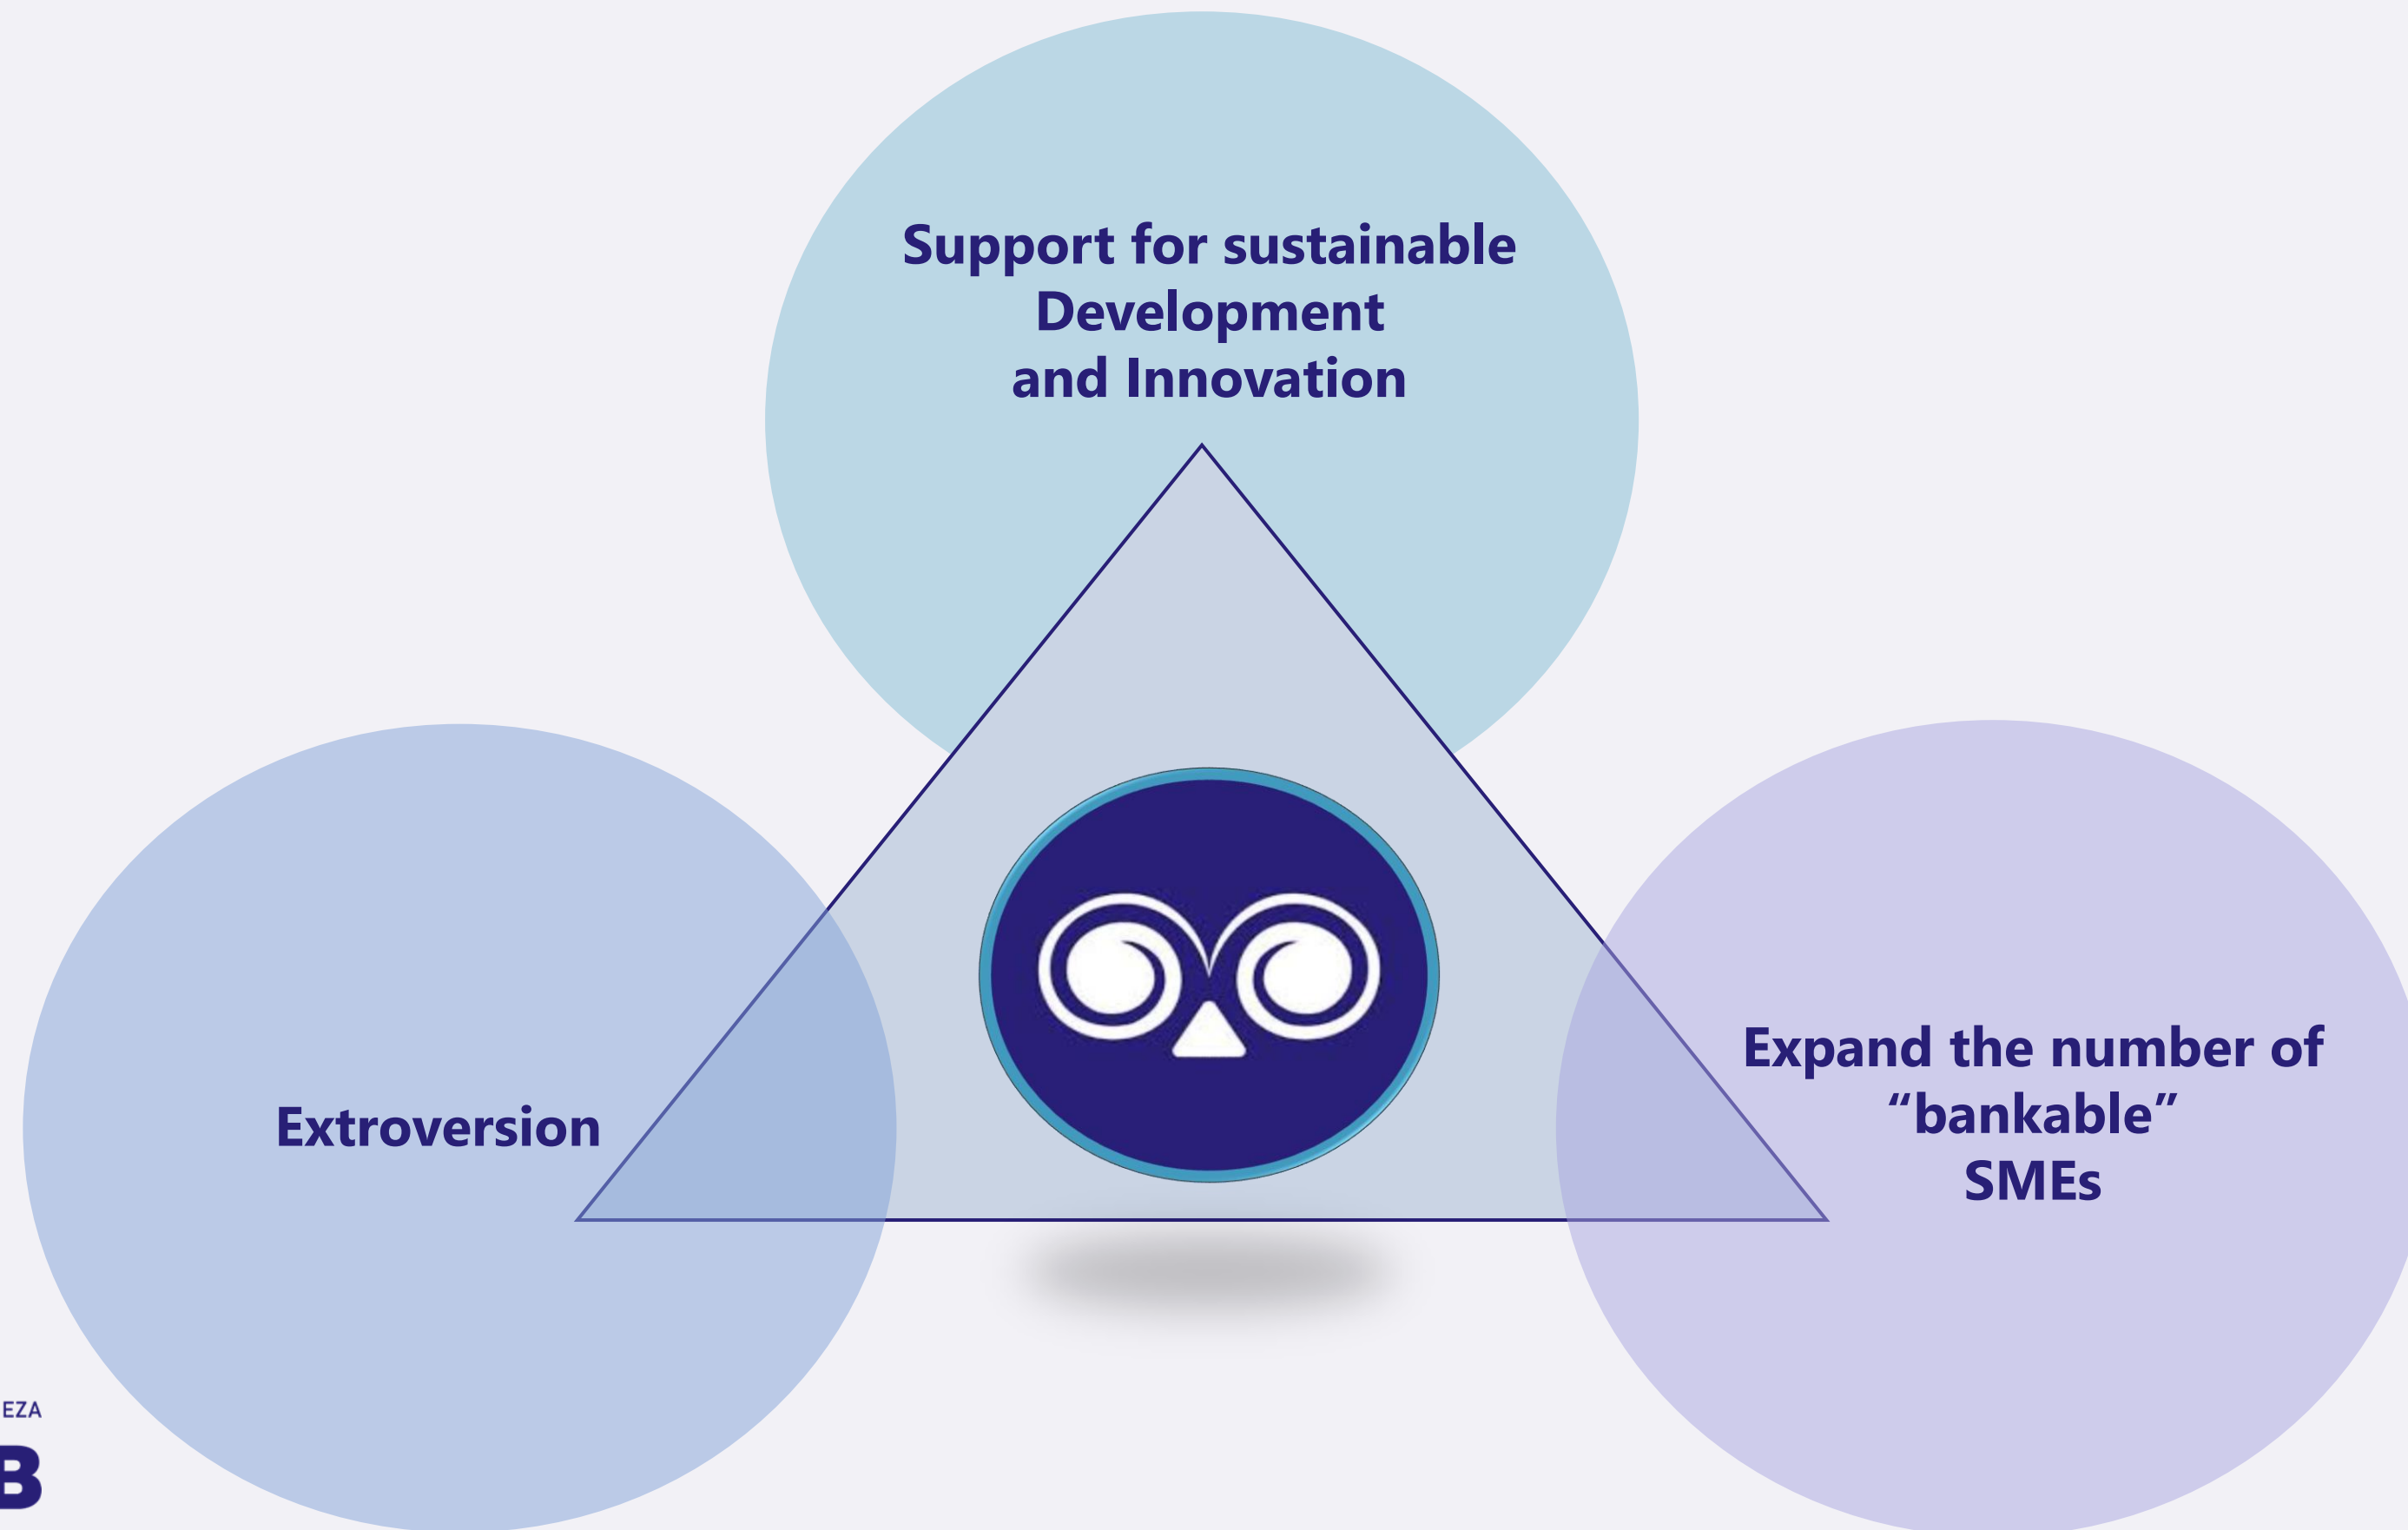 Support for sustainable
Development
and Innovation
Extroversion
Expand the number of
“bankable”
SMEs
EZA
B